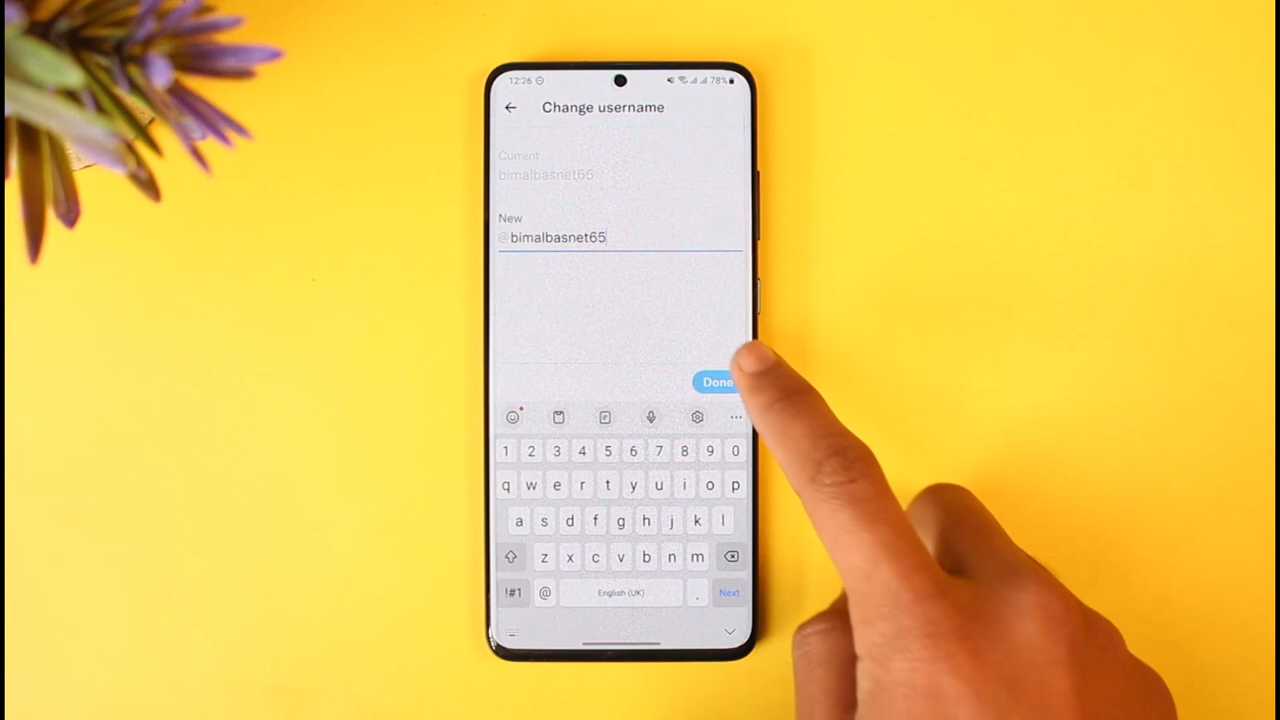 12:26 78%
Change username
Current
bimalbasnet65
New
@bimalbasnet65
Done
1 2 3 4 5 6 7 8 9 0
q w e r t y u i o p
a s d f g h j k l
z x c v b n m
!#1 @ English (UK) . Next